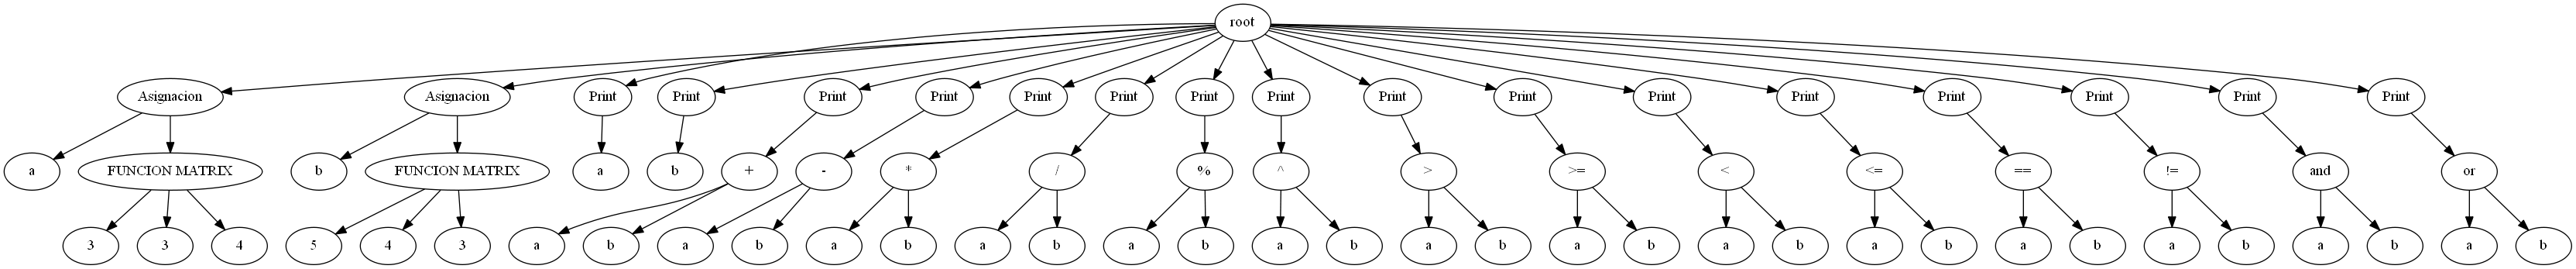 root
Asignacion Asignacion Print Print Print Print Print Print Print Print Print Print Print Print Print Print Print Print
a FUNCION MATRIX b FUNCION MATRIX a b + - * / % ^ > >= < <= == != and or
3 3 4 5 4 3 a b a b a b a b a b a b a b a b a b a b a b a b a b a b